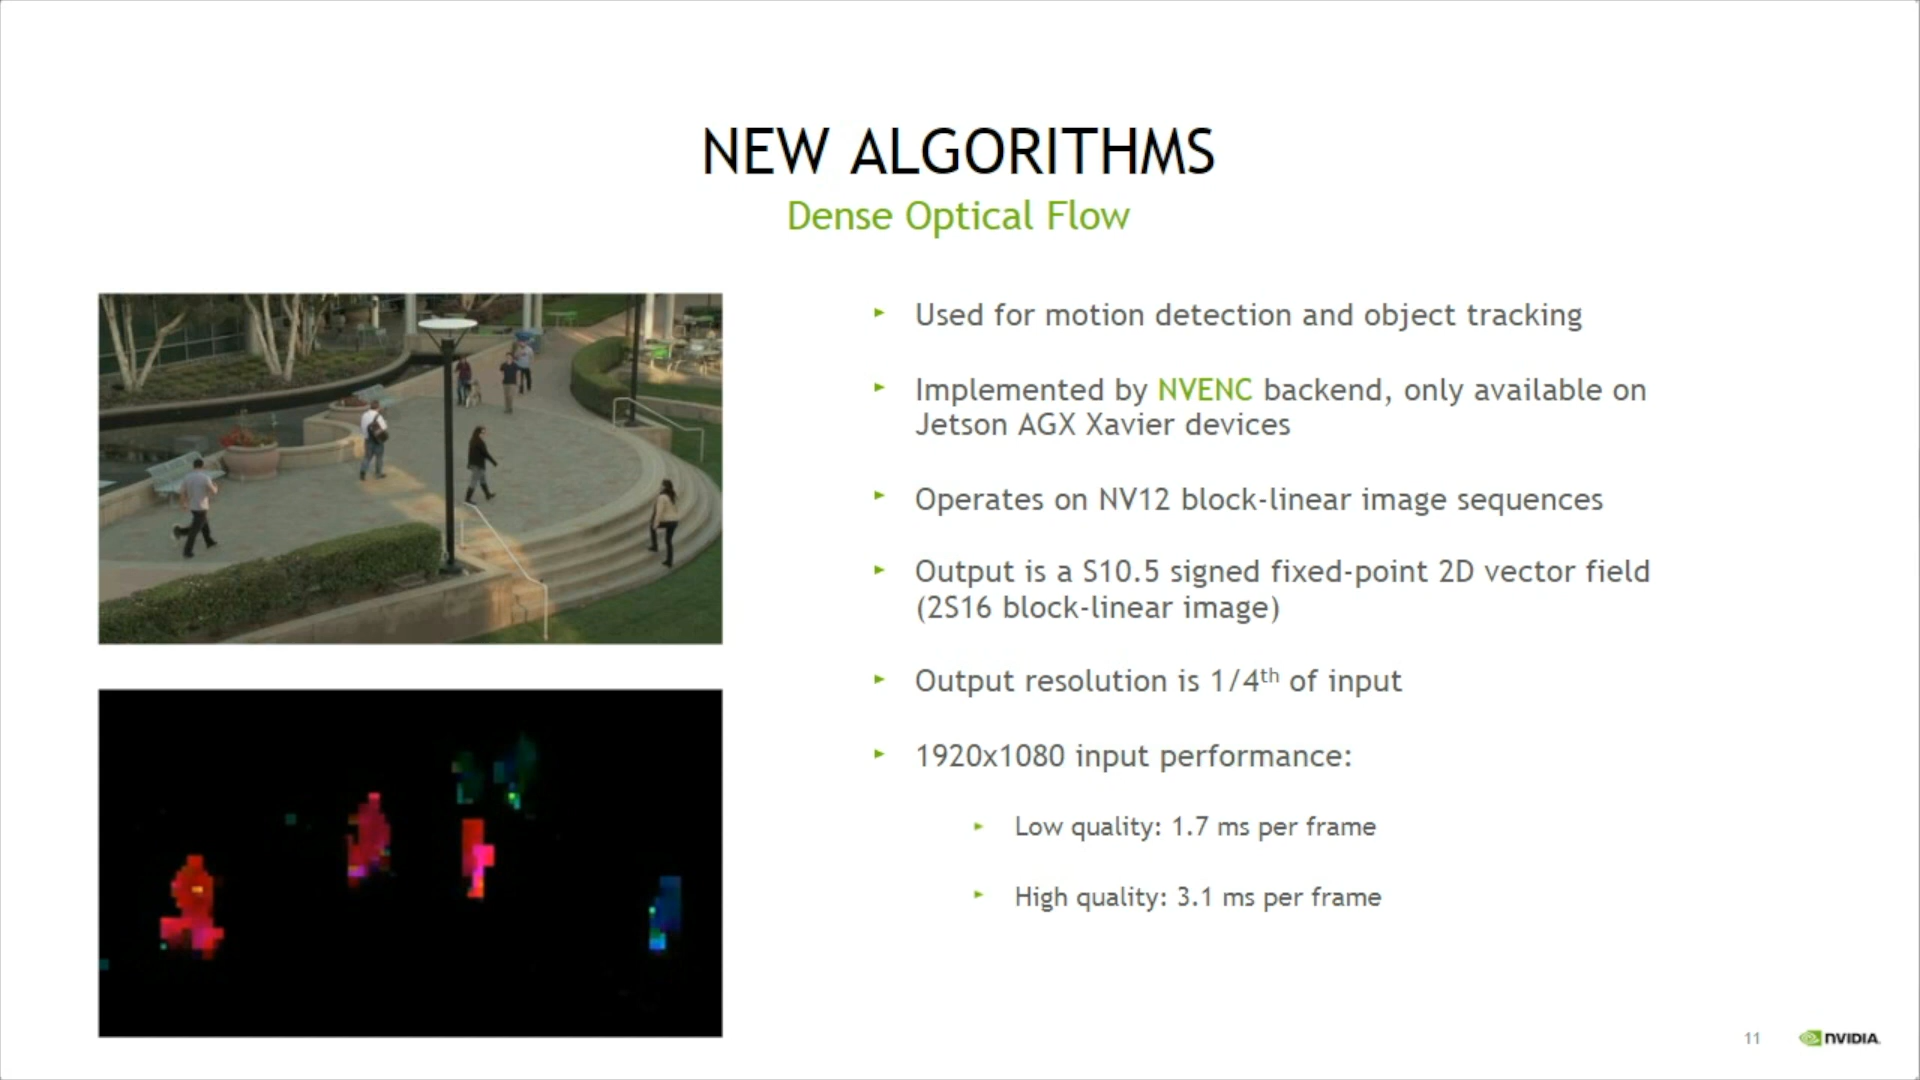 NEW ALGORITHMS
Dense Optical Flow
Used for motion detection and object tracking
Implemented by NVENC backend, only available on
Jetson AGX Xavier devices
Operates on NV12 block-linear image sequences
Output is a S10.5 signed fixed-point 2D vector field
(2S16 block-linear image)
Output resolution is 1/4th of input
1920x1080 input performance:
Low quality: 1.7 ms per frame
High quality: 3.1 ms per frame
11
NVIDIA.